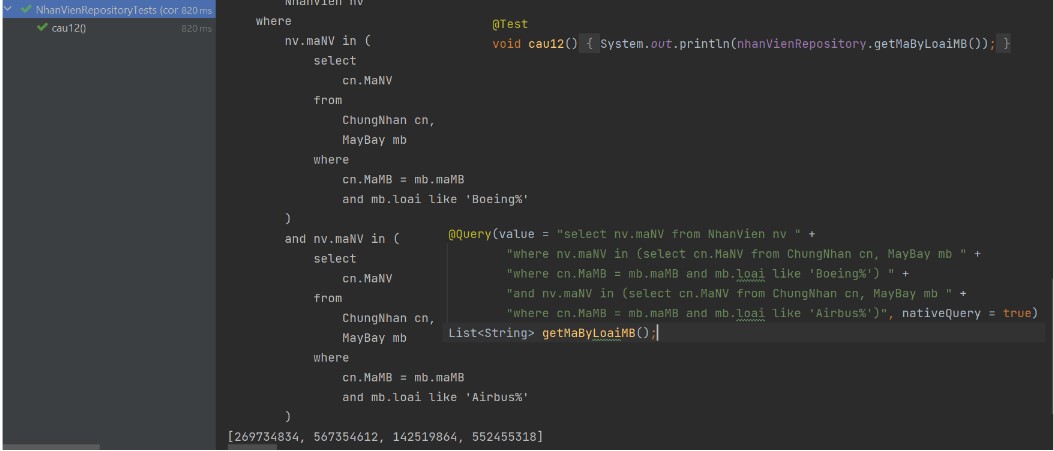 NhanVienRepositoryTests (cor 820 ms
cau12() 820 ms
NhanVien nv
where
nv.maNV in (
select
cn.MaNV
from
ChungNhan cn,
MayBay mb
where
cn.MaMB = mb.maMB
and mb.loai like 'Boeing%'
)
and nv.maNV in (
select
cn.MaNV
from
ChungNhan cn,
MayBay mb
where
cn.MaMB = mb.maMB
and mb.loai like 'Airbus%'
)
[269734834, 567354612, 142519864, 552455318]
@Test
void cau12() { System.out.println(nhanVienRepository.getMaByLoaiMB()); }
@Query(value = "select nv.maNV from NhanVien nv " +
"where nv.maNV in (select cn.MaNV from ChungNhan cn, MayBay mb " +
"where cn.MaMB = mb.maMB and mb.loai like 'Boeing%') " +
"and nv.maNV in (select cn.MaNV from ChungNhan cn, MayBay mb " +
"where cn.MaMB = mb.maMB and mb.loai like 'Airbus%')", nativeQuery = true)
List<String> getMaByLoaiMB();